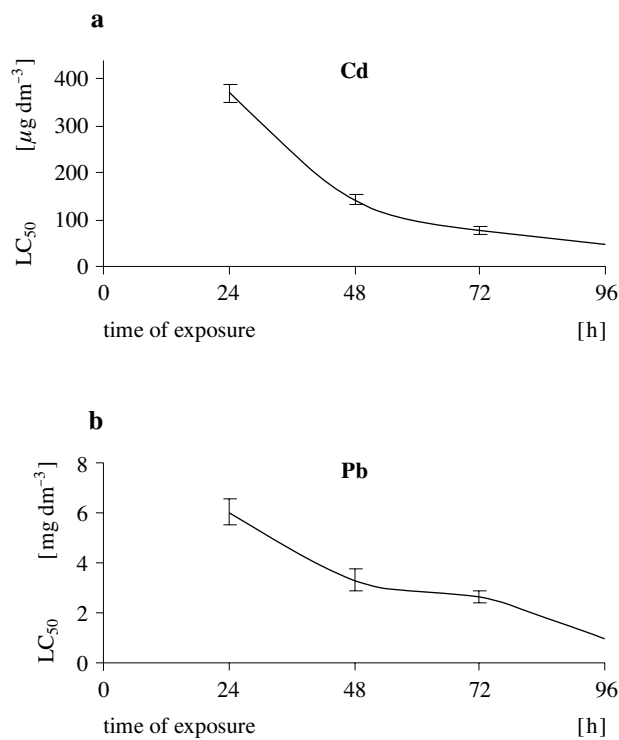 a
Cd
LC₅₀ [µg dm⁻³]
400
300
200
100
0
0 24 48 72 96
time of exposure [h]
b
Pb
LC₅₀ [mg dm⁻³]
8
6
4
2
0
0 24 48 72 96
time of exposure [h]